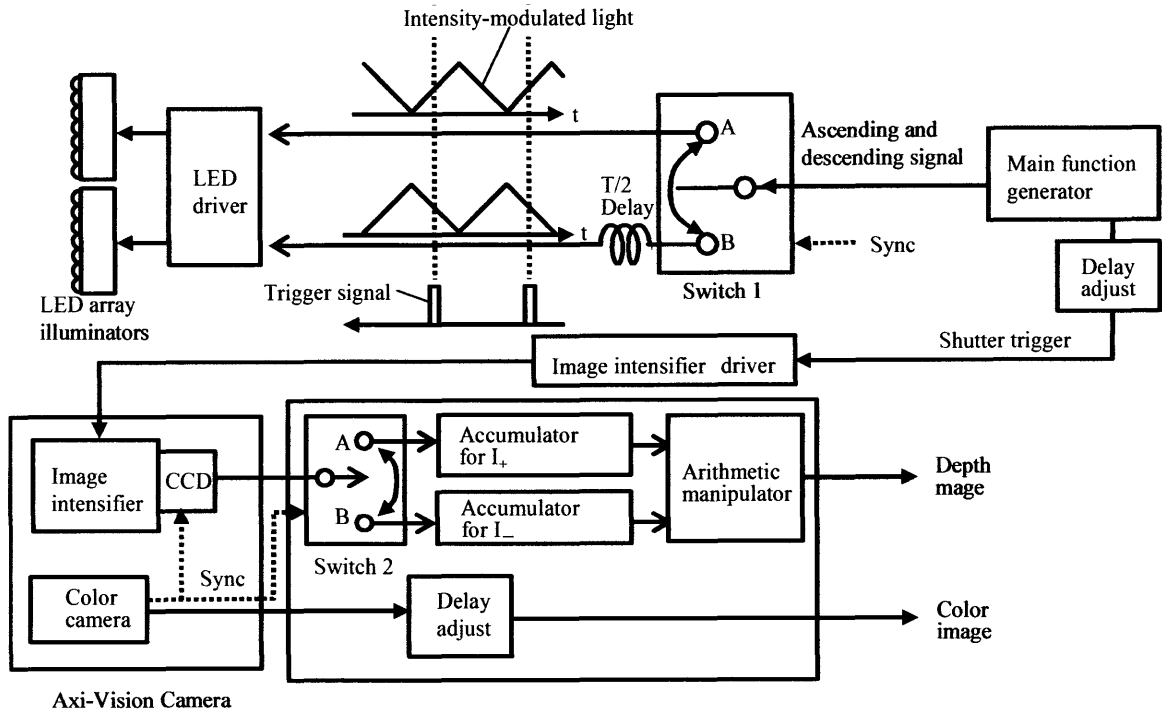 Intensity-modulated light
t
A
Ascending and
descending signal
Main function
generator
LED
driver
T/2
Delay
t
B
Sync
Delay
adjust
Switch 1
LED array
illuminators
Trigger signal
Shutter trigger
Image intensifier driver
Image
intensifier
CCD
A
B
Switch 2
Accumulator
for I+
Accumulator
for I−
Arithmetic
manipulator
Depth
mage
Sync
Color
camera
Delay
adjust
Color
image
Axi-Vision Camera